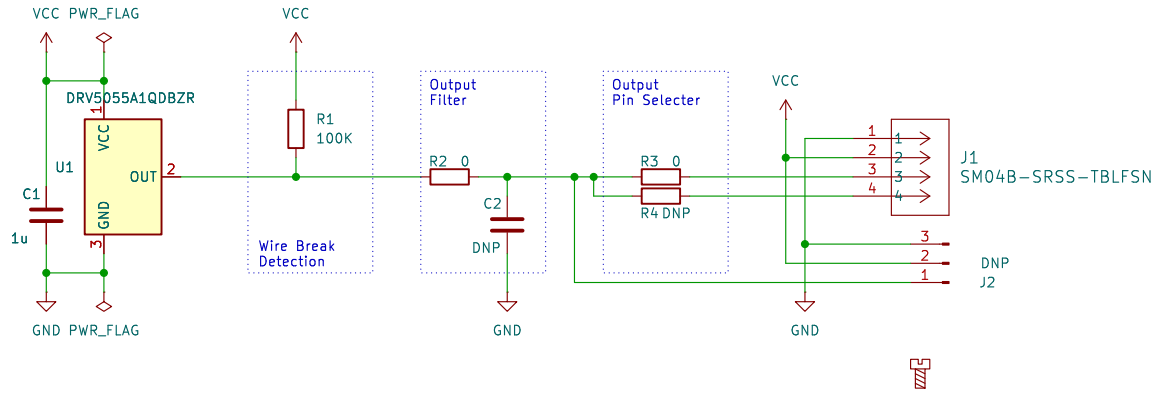 VCC PWR_FLAG
VCC
DRV5055A1QDBZR
1
VCC
U1
OUT
2
GND
3
C1
1u
GND PWR_FLAG
R1
100K
Wire Break
Detection
Output
Filter
R2 0
C2
DNP
GND
Output
Pin Selecter
R3 0
R4 DNP
VCC
1 1
2 2
3 3
4 4
J1
SM04B-SRSS-TBLFSN
3
2
1
DNP
J2
GND